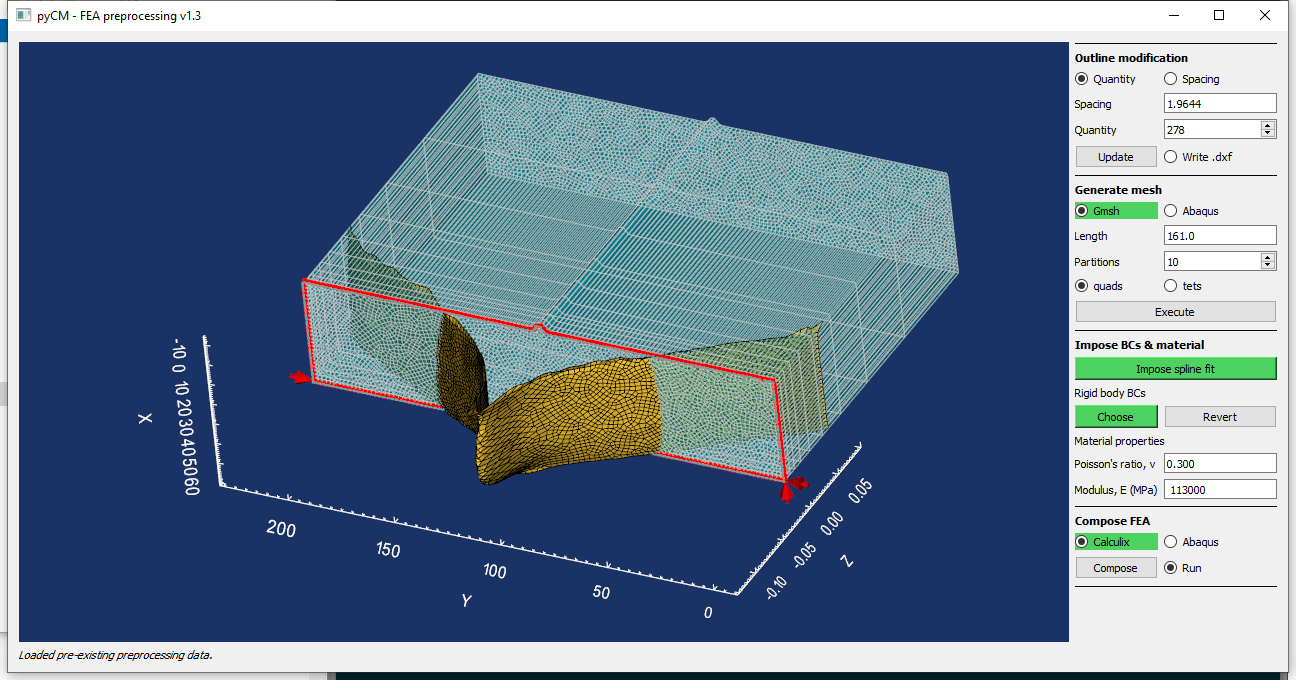 pyCM - FEA preprocessing v1.3
Outline modification
Quantity Spacing
Spacing 1.9644
Quantity 278
Update Write .dxf
Generate mesh
Gmsh Abaqus
Length 161.0
Partitions 10
quads tets
Execute
Impose BCs & material
Impose spline fit
Rigid body BCs
Choose Revert
Material properties
Poisson's ratio, ν 0.300
Modulus, E (MPa) 113000
Compose FEA
Calculix Abaqus
Compose Run
-10 0 10 20 30 40 50 60
X
200 150 100 50 0
Y
-0.10 -0.05 0.00 0.05
Z
Loaded pre-existing preprocessing data.